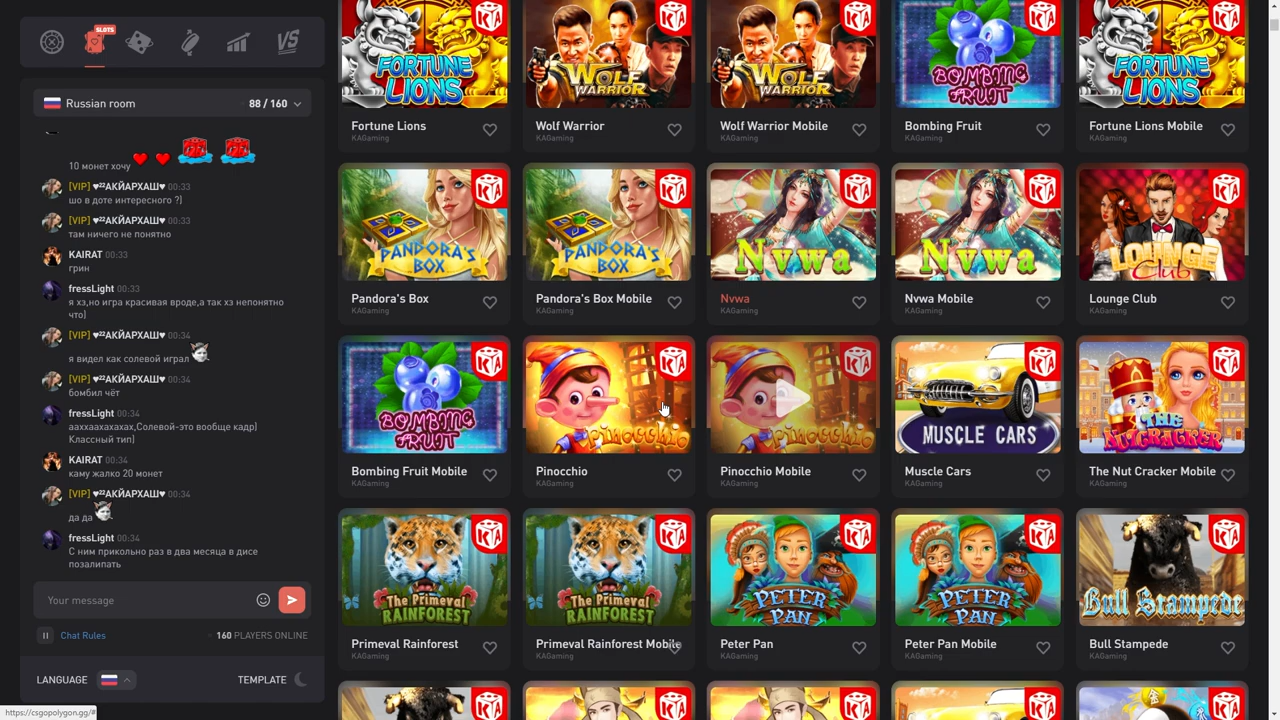 SLOTS
VS
Russian room
88 / 160
10 монет хочу
[VIP] ♥²²АКЙАРХАШ♥ 00:33
шо в доте интересного ?)
[VIP] ♥²²АКЙАРХАШ♥ 00:33
там ничего не понятно
KAIRAT 00:33
грин
fressLight 00:33
я хз,но игра красивая вроде,а так хз непонятно
что)
[VIP] ♥²²АКЙАРХАШ♥ 00:34
я видел как солевой играл
[VIP] ♥²²АКЙАРХАШ♥ 00:34
бомбил чёт
fressLight 00:34
ааххаахахахах,Солевой-это вообще кадр)
Классный тип)
KAIRAT 00:34
каму жалко 20 монет
[VIP] ♥²²АКЙАРХАШ♥ 00:34
да да
fressLight 00:34
С ним прикольно раз в два месяца в дисе
позалипать
Your message
Chat Rules
160 PLAYERS ONLINE
LANGUAGE
TEMPLATE
https://csgopolygon.gg/#
FORTUNE LIONS
WOLF WARRIOR
WOLF WARRIOR
BOMBING FRUIT
FORTUNE LIONS
Fortune Lions
KAGaming
Wolf Warrior
KAGaming
Wolf Warrior Mobile
KAGaming
Bombing Fruit
KAGaming
Fortune Lions Mobile
KAGaming
PANDORA'S BOX
PANDORA'S BOX
Nvwa
Nvwa
LOUNGE Club
Pandora's Box
KAGaming
Pandora's Box Mobile
KAGaming
Nvwa
KAGaming
Nvwa Mobile
KAGaming
Lounge Club
KAGaming
BOMBING FRUIT
Pinocchio
Pinocchio
MUSCLE CARS
THE NUTCRACKER
Bombing Fruit Mobile
KAGaming
Pinocchio
KAGaming
Pinocchio Mobile
KAGaming
Muscle Cars
KAGaming
The Nut Cracker Mobile
KAGaming
The Primeval RAINFOREST
The Primeval RAINFOREST
PETER PAN
PETER PAN
Bull Stampede
Primeval Rainforest
KAGaming
Primeval Rainforest Mobile
KAGaming
Peter Pan
KAGaming
Peter Pan Mobile
KAGaming
Bull Stampede
KAGaming